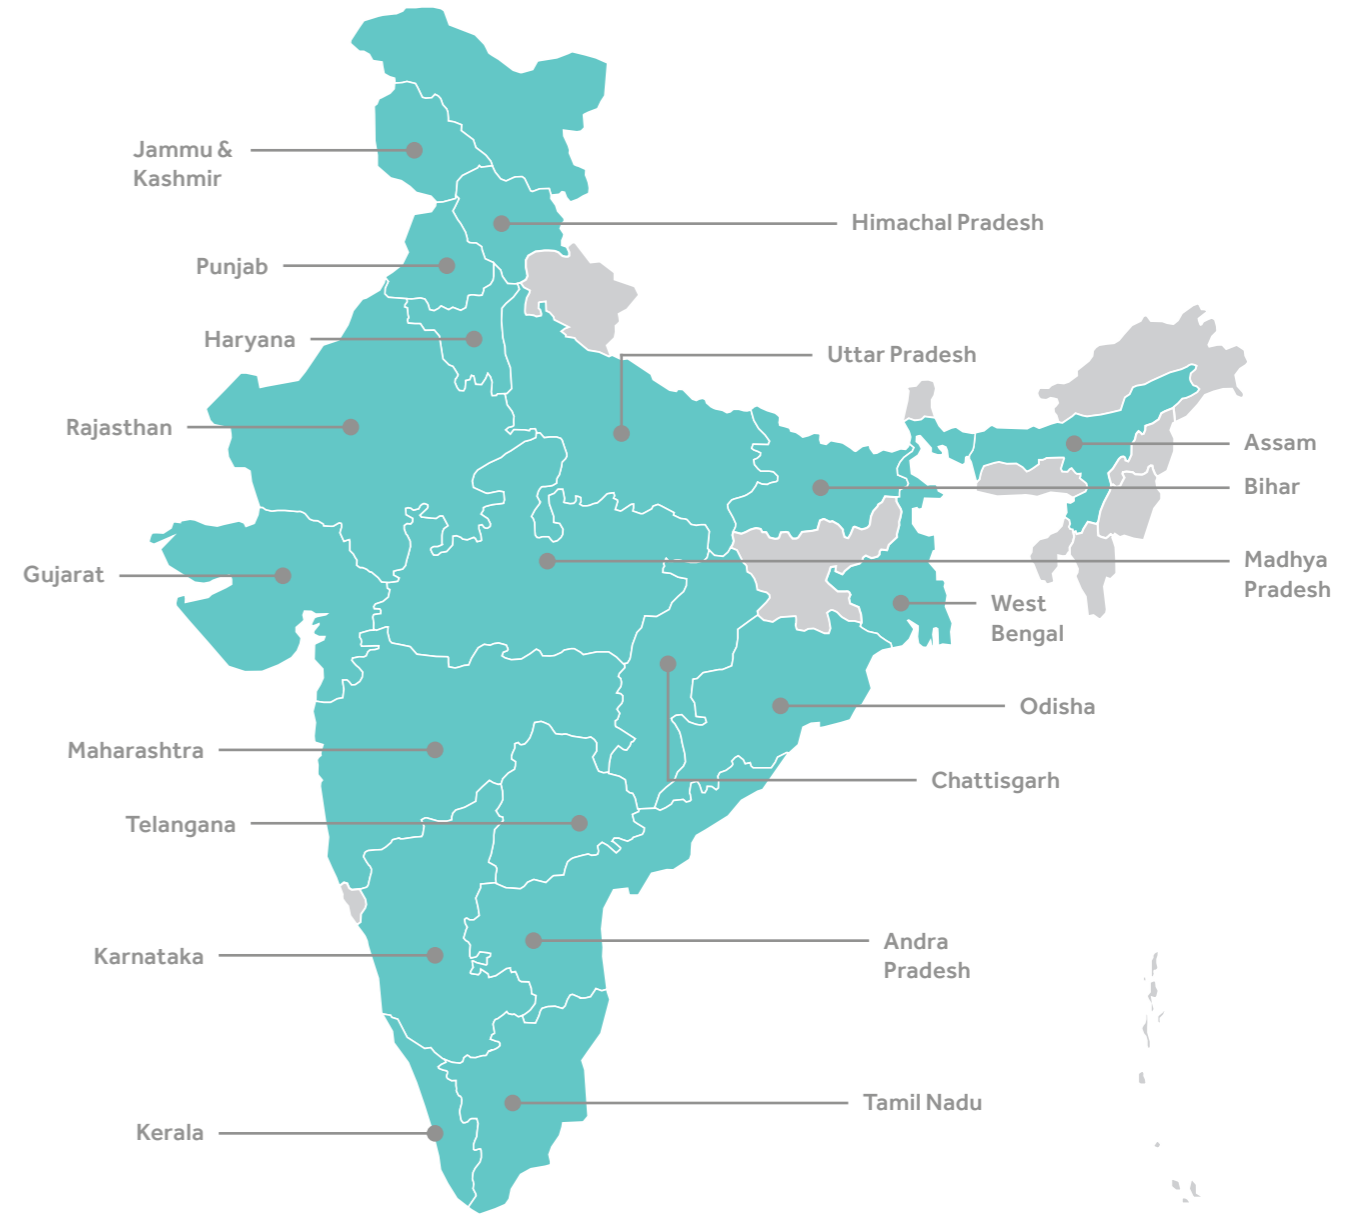 Jammu &
Kashmir
Himachal Pradesh
Punjab
Haryana
Uttar Pradesh
Rajasthan
Assam
Bihar
Madhya
Pradesh
Gujarat
West
Bengal
Odisha
Maharashtra
Chattisgarh
Telangana
Andra
Pradesh
Karnataka
Tamil Nadu
Kerala